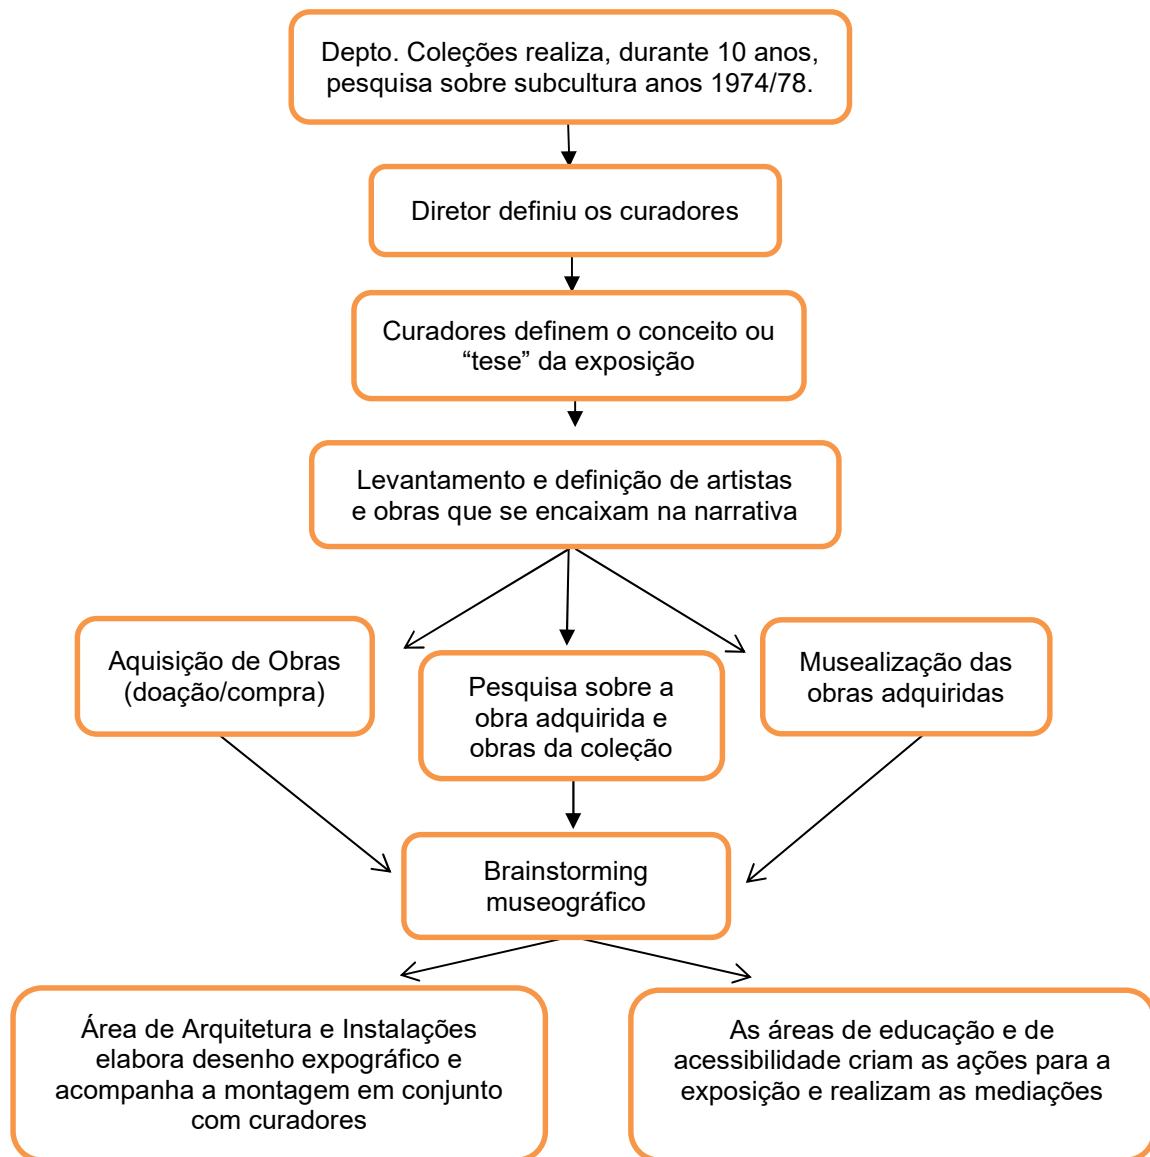 Depto. Coleções realiza, durante 10 anos,
pesquisa sobre subcultura anos 1974/78.
Diretor definiu os curadores
Curadores definem o conceito ou
“tese” da exposição
Levantamento e definição de artistas
e obras que se encaixam na narrativa
Aquisição de Obras
(doação/compra)
Pesquisa sobre a
obra adquirida e
obras da coleção
Musealização das
obras adquiridas
Brainstorming
museográfico
Área de Arquitetura e Instalações
elabora desenho expográfico e
acompanha a montagem em conjunto
com curadores
As áreas de educação e de
acessibilidade criam as ações para a
exposição e realizam as mediações